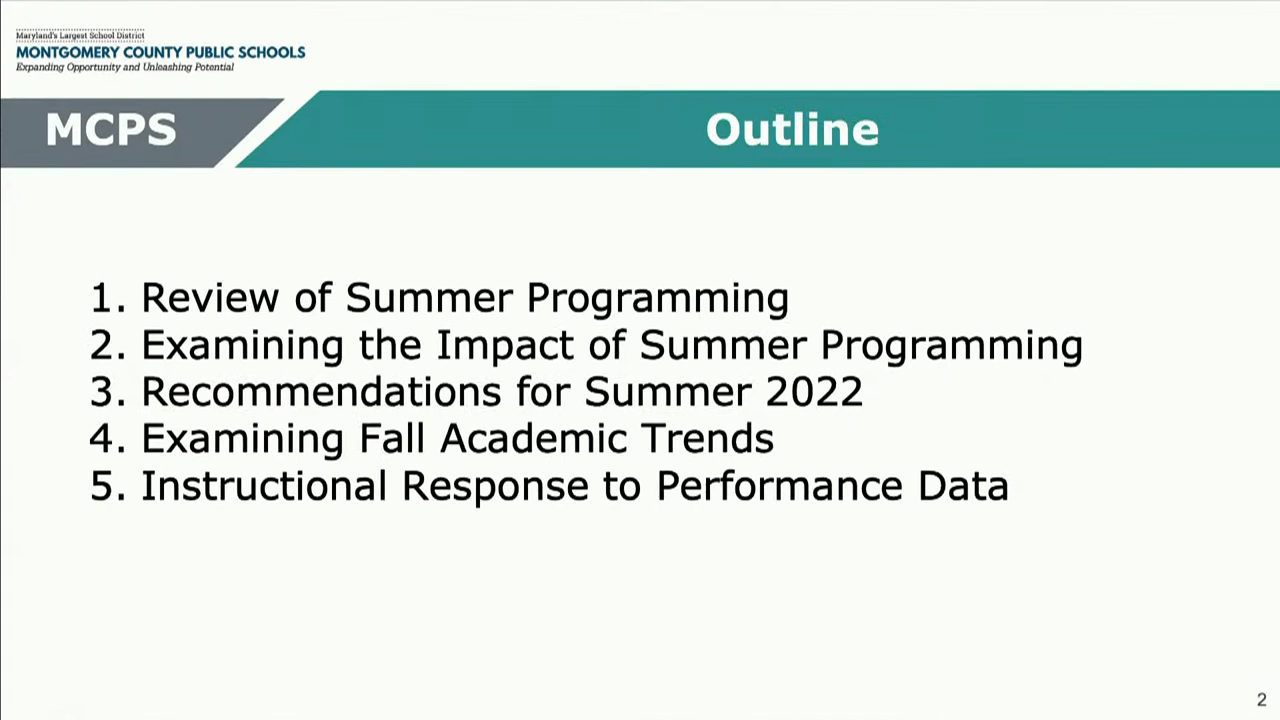 Maryland's Largest School District
MONTGOMERY COUNTY PUBLIC SCHOOLS
Expanding Opportunity and Unleashing Potential
MCPS
Outline
1. Review of Summer Programming
2. Examining the Impact of Summer Programming
3. Recommendations for Summer 2022
4. Examining Fall Academic Trends
5. Instructional Response to Performance Data
2